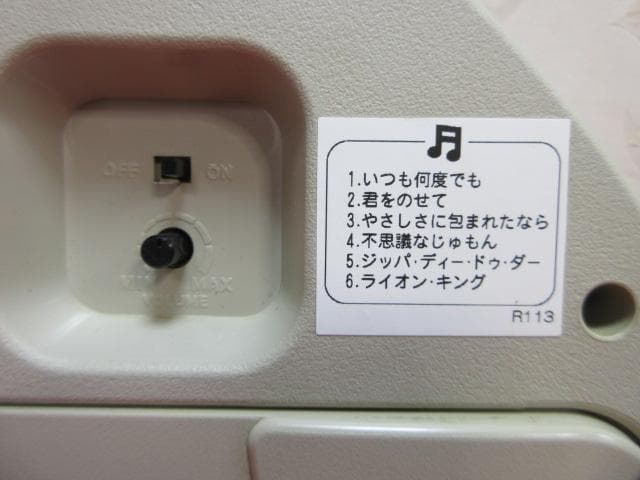 OFF ON
MIN MAX
VOLUME
1.いつも何度でも
2.君をのせて
3.やさしさに包まれたなら
4.不思議なじゅもん
5.ジッパ・ディー・ドゥ・ダー
6.ライオン・キング
R113